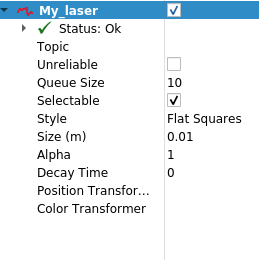 My_laser
Status: Ok
Topic
Unreliable
Queue Size 10
Selectable
Style Flat Squares
Size (m) 0.01
Alpha 1
Decay Time 0
Position Transfor...
Color Transformer